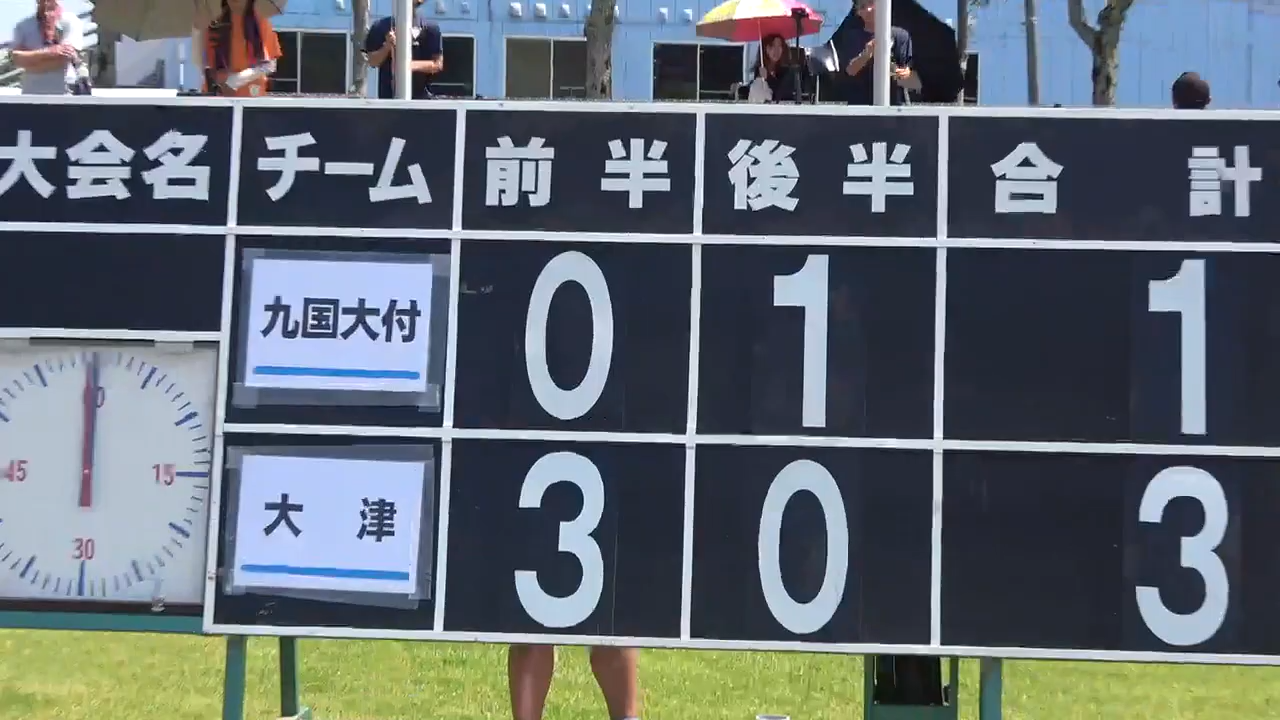 大会名 チーム 前半 後半 合計
九国大付 0 1 1
大津 3 0 3
0
45 15
30